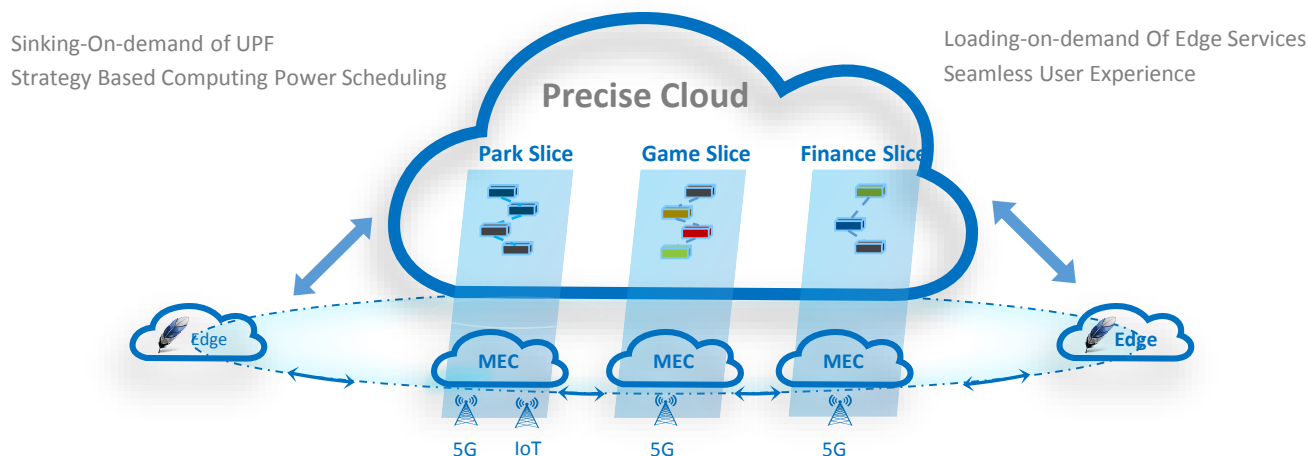 Sinking-On-demand of UPF
Strategy Based Computing Power Scheduling
Loading-on-demand Of Edge Services
Seamless User Experience
Precise Cloud
Park Slice
Game Slice
Finance Slice
Edge
Edge
MEC
MEC
MEC
5G
IoT
5G
5G